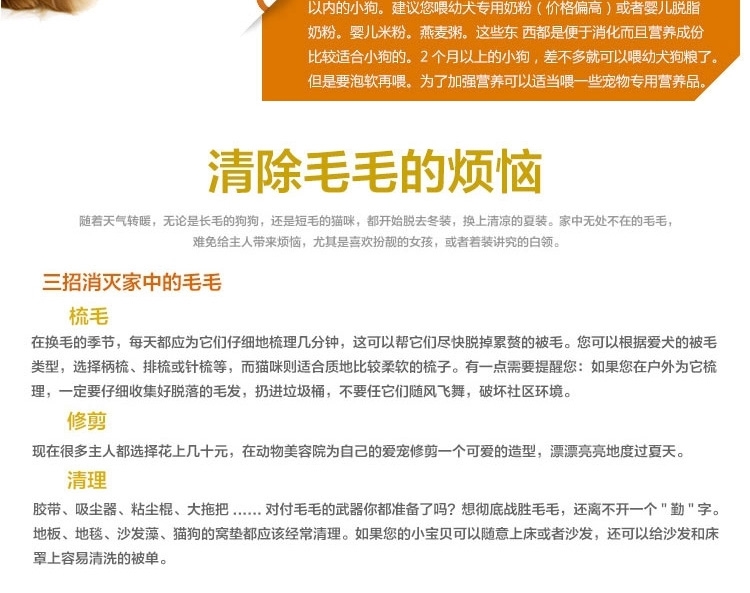 以内的小狗。建议您喂幼犬专用奶粉（价格偏高）或者婴儿脱脂
奶粉。婴儿米粉。燕麦粥。这些东 西都是便于消化而且营养成份
比较适合小狗的。2 个月以上的小狗，差不多就可以喂幼犬狗粮了。
但是要泡软再喂。为了加强营养可以适当喂一些宠物专用营养品。
清除毛毛的烦恼
随着天气转暖，无论是长毛的狗狗，还是短毛的猫咪，都开始脱去冬装，换上清凉的夏装。家中无处不在的毛毛，
难免给主人带来烦恼，尤其是喜欢扮靓的女孩，或者着装讲究的白领。
三招消灭家中的毛毛
梳毛
在换毛的季节，每天都应为它们仔细地梳理几分钟，这可以帮它们尽快脱掉累赘的被毛。您可以根据爱犬的被毛
类型，选择柄梳、排梳或针梳等，而猫咪则适合质地比较柔软的梳子。有一点需要提醒您：如果您在户外为它梳
理，一定要仔细收集好脱落的毛发，扔进垃圾桶，不要任它们随风飞舞，破坏社区环境。
修剪
现在很多主人都选择花上几十元，在动物美容院为自己的爱宠修剪一个可爱的造型，漂漂亮亮地度过夏天。
清理
胶带、吸尘器、粘尘棍、大拖把 …… 对付毛毛的武器你都准备了吗？想彻底战胜毛毛，还离不开一个 " 勤 " 字。
地板、地毯、沙发藻、猫狗的窝垫都应该经常清理。如果您的小宝贝可以随意上床或者沙发，还可以给沙发和床
罩上容易清洗的被单。